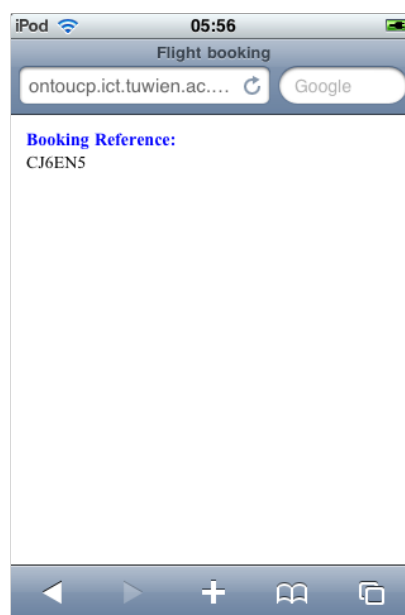 iPod 05:56
Flight booking
ontoucp.ict.tuwien.ac.... Google
Booking Reference:
CJ6EN5